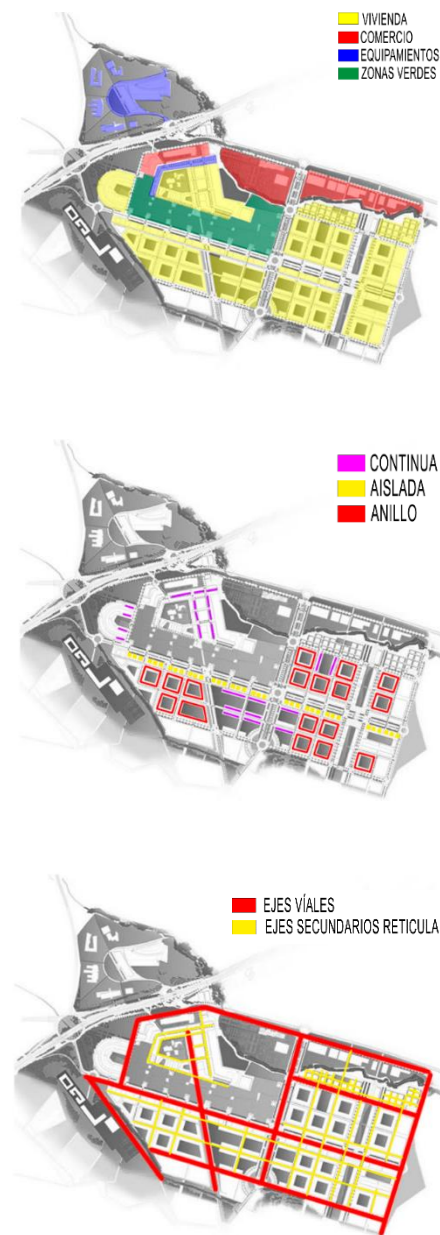 VIVIENDA
COMERCIO
EQUIPAMIENTOS
ZONAS VERDES
CONTINUA
AISLADA
ANILLO
EJES VÍALES
EJES SECUNDARIOS RETICULA